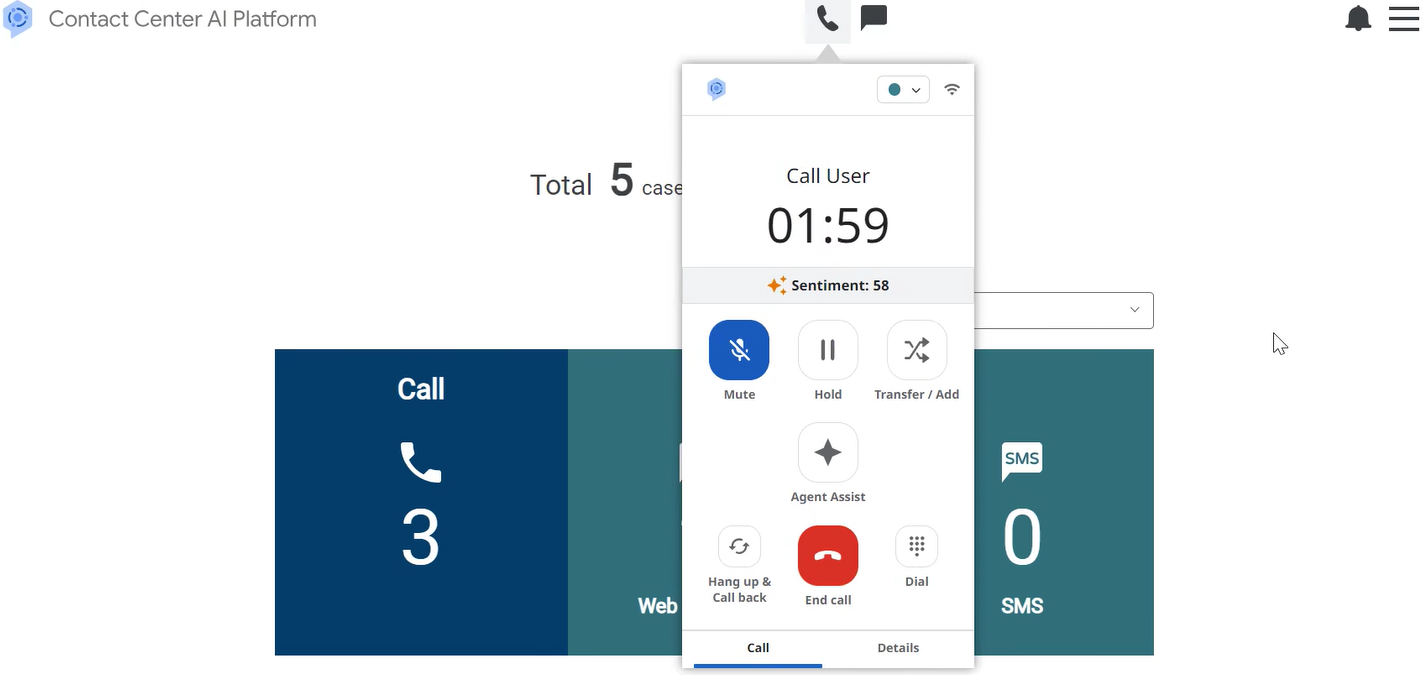 Contact Center AI Platform
Total 5 case
Call User
01:59
Sentiment: 58
Mute
Hold
Transfer / Add
Agent Assist
Hang up &
Call back
End call
Dial
Call
Details
Call
3
Web
SMS
0
SMS